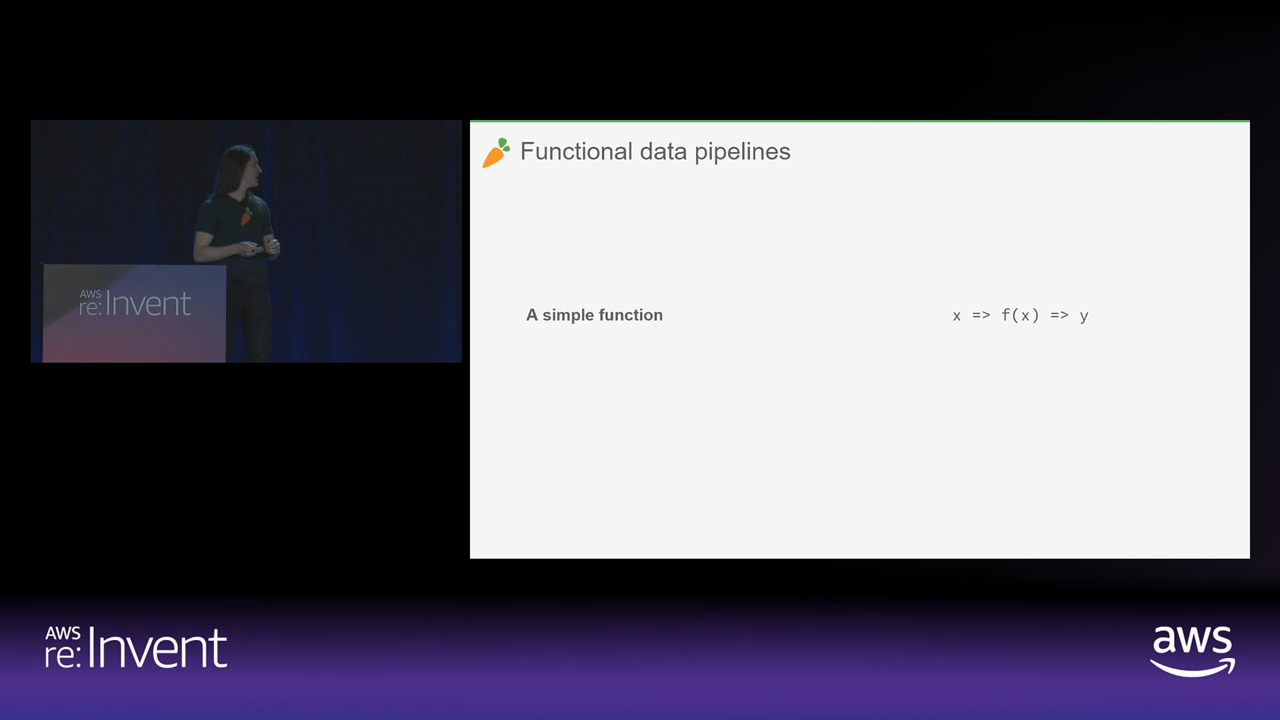 Functional data pipelines
A simple function
x => f(x) => y
AWS
re:Invent
AWS
re:Invent
aws